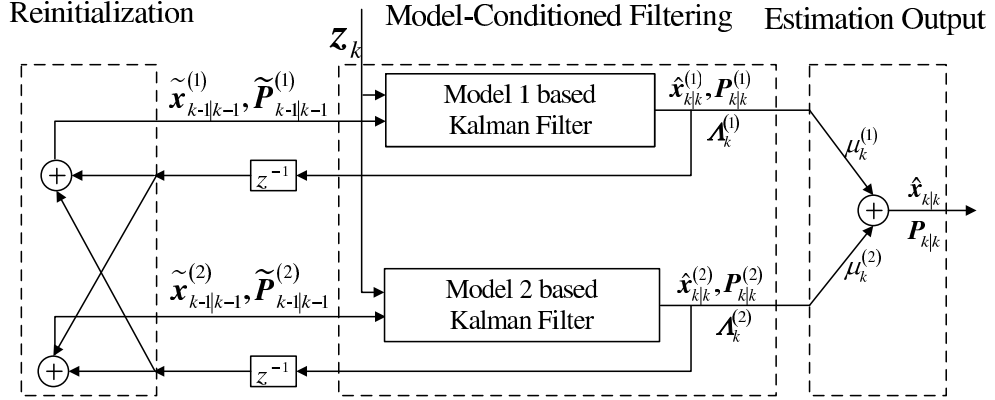 Reinitialization
Model-Conditioned Filtering
Estimation Output
z_k
x̃^(1)_{k-1|k-1}, P̃^(1)_{k-1|k-1}
Model 1 based
Kalman Filter
x̂^(1)_{k|k}, P^(1)_{k|k}
Λ^(1)_k
μ^(1)_k
+
z^−1
+
x̂_{k|k}
P_{k|k}
x̃^(2)_{k-1|k-1}, P̃^(2)_{k-1|k-1}
Model 2 based
Kalman Filter
x̂^(2)_{k|k}, P^(2)_{k|k}
Λ^(2)_k
μ^(2)_k
+
z^−1